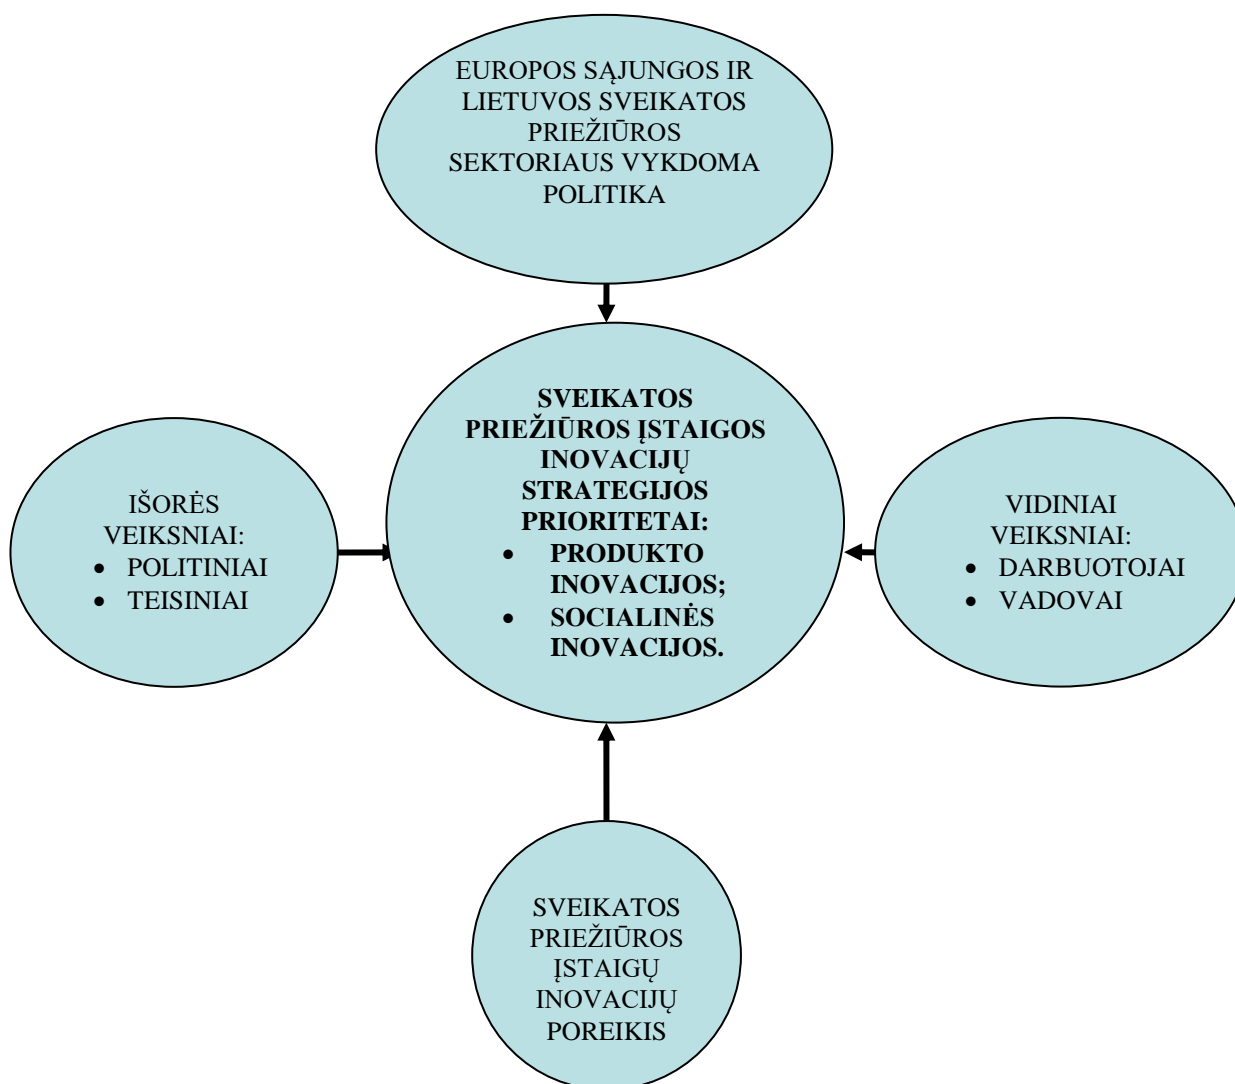 EUROPOS SĄJUNGOS IR
LIETUVOS SVEIKATOS
PRIEŽIŪROS
SEKTORIAUS VYKDOMA
POLITIKA
SVEIKATOS
PRIEŽIŪROS ĮSTAIGOS
INOVACIJŲ
STRATEGIJOS
PRIORITETAI:
• PRODUKTO
INOVACIJOS;
• SOCIALINĖS
INOVACIJOS.
IŠORĖS
VEIKSNIAI:
• POLITINIAI
• TEISINIAI
VIDINIAI
VEIKSNIAI:
• DARBUOTOJAI
• VADOVAI
SVEIKATOS
PRIEŽIŪROS
ĮSTAIGŲ
INOVACIJŲ
POREIKIS